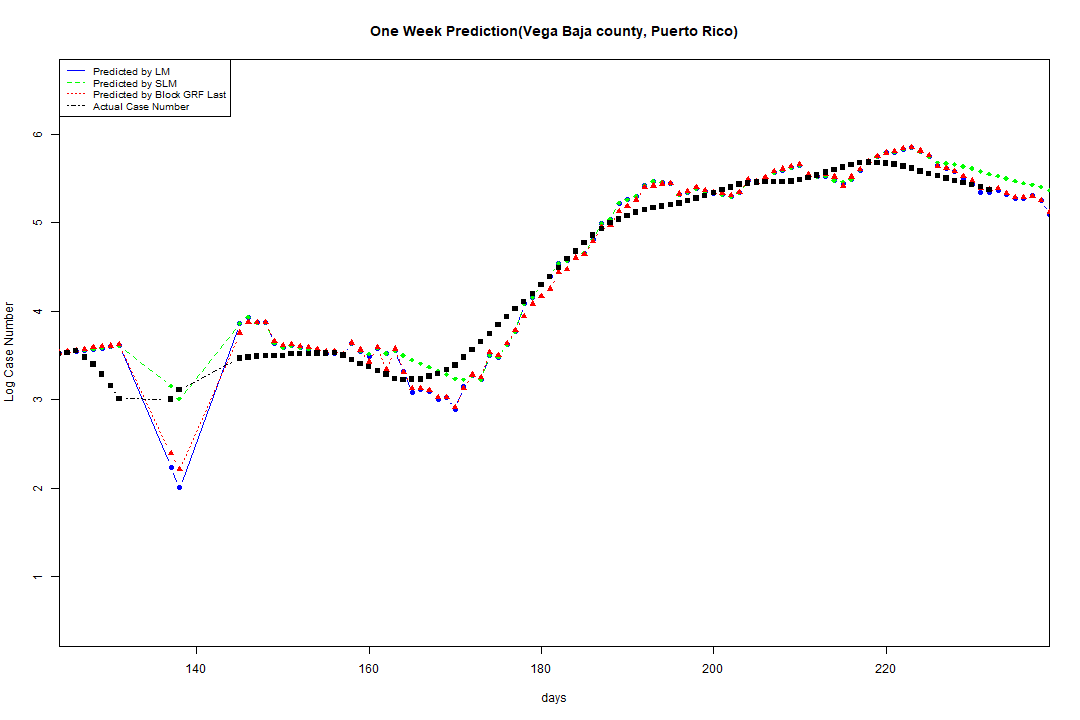 One Week Prediction(Vega Baja county, Puerto Rico)
Predicted by LM
Predicted by SLM
Predicted by Block GRF Last
Actual Case Number
6
5
4
3
2
1
Log Case Number
140 160 180 200 220
days